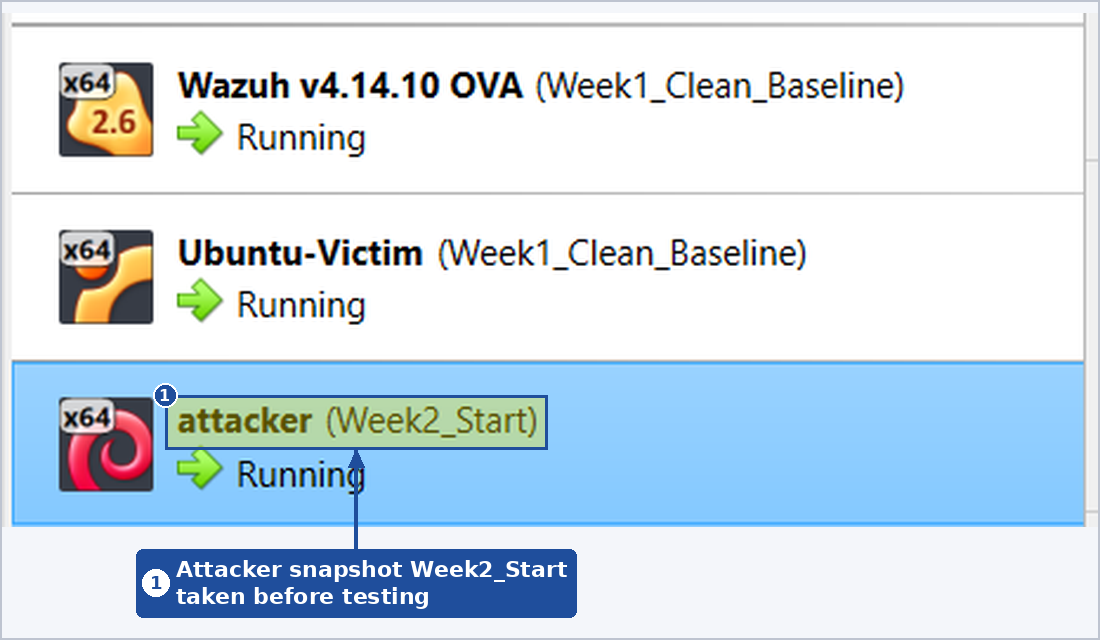 x64
2.6
Wazuh v4.14.10 OVA (Week1_Clean_Baseline)
Running
x64
Ubuntu-Victim (Week1_Clean_Baseline)
Running
x64
1
attacker (Week2_Start)
Running
1
Attacker snapshot Week2_Start
taken before testing